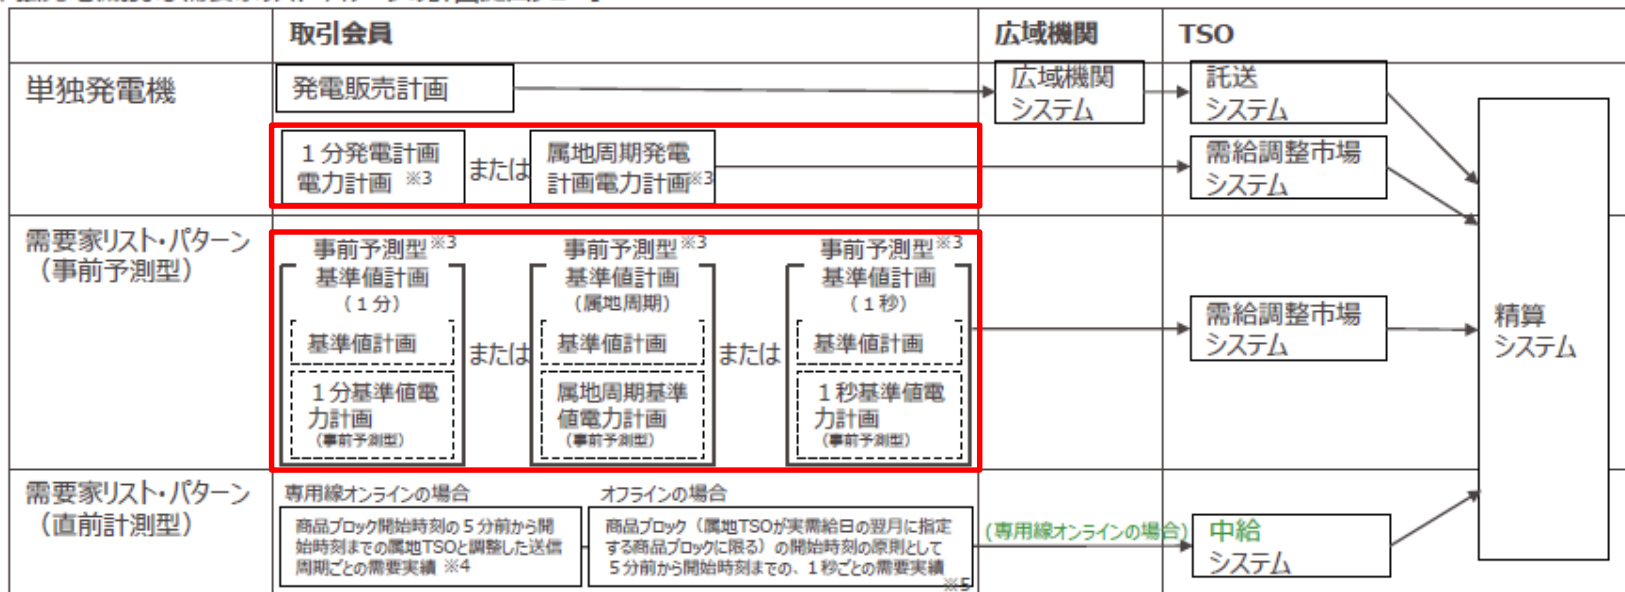 取引会員
広域機関
TSO
単独発電機
発電販売計画
広域機関
システム
託送
システム
１分発電計画
電力計画 ※3
または
属地周期発電
計画電力計画※3
需給調整市場
システム
需要家リスト・パターン
（事前予測型）
事前予測型※3
基準値計画
（１分）
基準値計画
１分基準値電
力計画
（事前予測型）
または
事前予測型※3
基準値計画
（属地周期）
基準値計画
属地周期基準
値電力計画
（事前予測型）
または
事前予測型※3
基準値計画
（１秒）
基準値計画
１秒基準値電
力計画
（事前予測型）
需給調整市場
システム
精算
システム
需要家リスト・パターン
（直前計測型）
専用線オンラインの場合
商品ブロック開始時刻の５分前から開
始時刻までの属地TSOと調整した送信
周期ごとの需要実績 ※4
オフラインの場合
商品ブロック（属地TSOが実需給日の翌月に指定
する商品ブロックに限る）の開始時刻の原則として
５分前から開始時刻までの、１秒ごとの需要実績
※5
(専用線オンラインの場合)
中給
システム